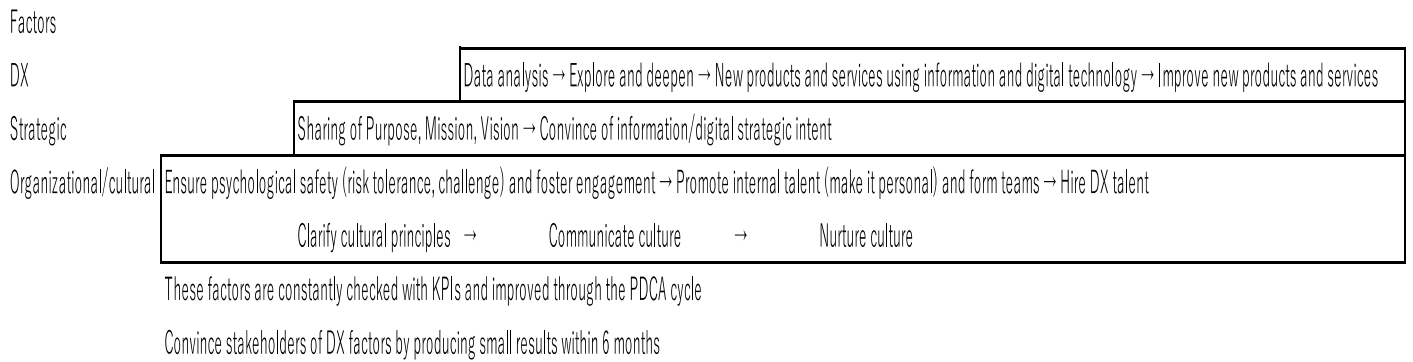 Factors
DX Data analysis → Explore and deepen → New products and services using information and digital technology → Improve new products and services
Strategic Sharing of Purpose, Mission, Vision → Convince of information/digital strategic intent
Organizational/cultural Ensure psychological safety (risk tolerance, challenge) and foster engagement → Promote internal talent (make it personal) and form teams → Hire DX talent
Clarify cultural principles → Communicate culture → Nurture culture
These factors are constantly checked with KPIs and improved through the PDCA cycle
Convince stakeholders of DX factors by producing small results within 6 months